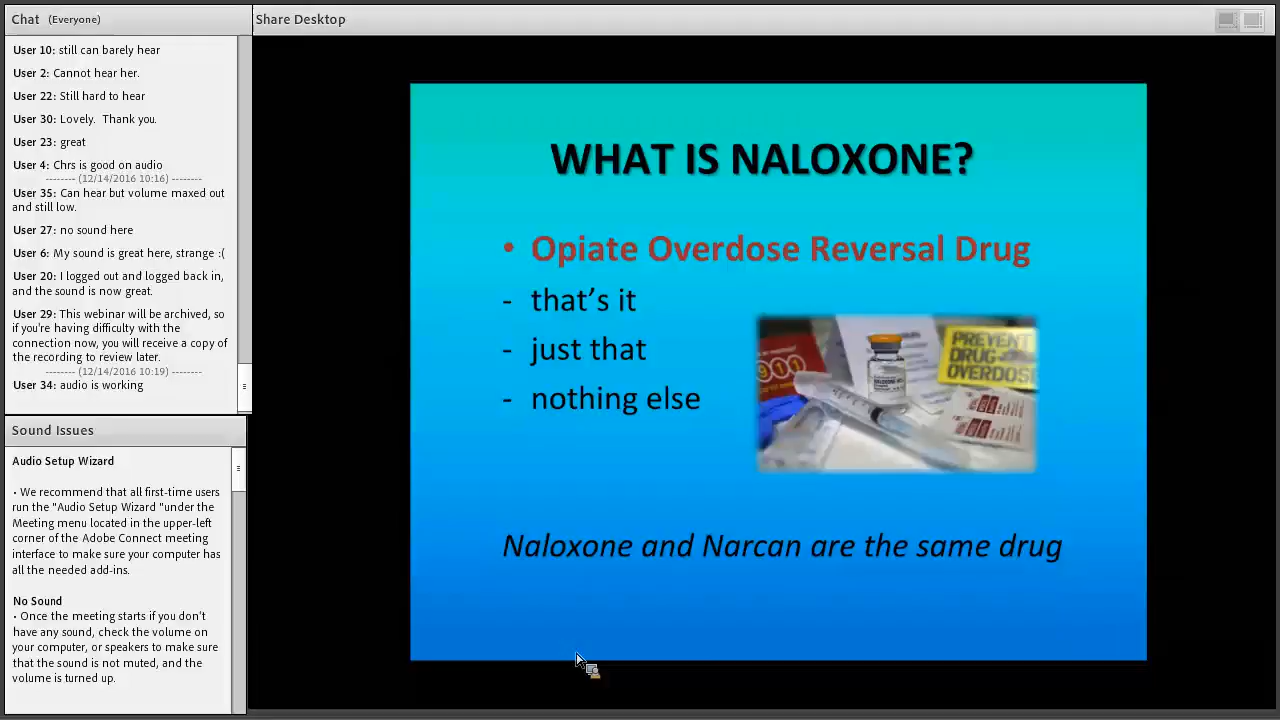 Chat (Everyone)
User 10: still can barely hear
User 2: Cannot hear her.
User 22: Still hard to hear
User 30: Lovely. Thank you.
User 23: great
User 4: Chrs is good on audio
-------- (12/14/2016 10:16) --------
User 35: Can hear but volume maxed out
and still low.
User 27: no sound here
User 6: My sound is great here, strange :(
User 20: I logged out and logged back in,
and the sound is now great.
User 29: This webinar will be archived, so
if you're having difficulty with the
connection now, you will receive a copy of
the recording to review later.
-------- (12/14/2016 10:19) --------
User 34: audio is working
Sound Issues
Audio Setup Wizard
• We recommend that all first-time users
run the "Audio Setup Wizard "under the
Meeting menu located in the upper-left
corner of the Adobe Connect meeting
interface to make sure your computer has
all the needed add-ins.
No Sound
• Once the meeting starts if you don't
have any sound, check the volume on
your computer, or speakers to make sure
that the sound is not muted, and the
volume is turned up.
Share Desktop
WHAT IS NALOXONE?
• Opiate Overdose Reversal Drug
- that's it
- just that
- nothing else
911
PREVENT
DRUG
OVERDOSE
Naloxone and Narcan are the same drug